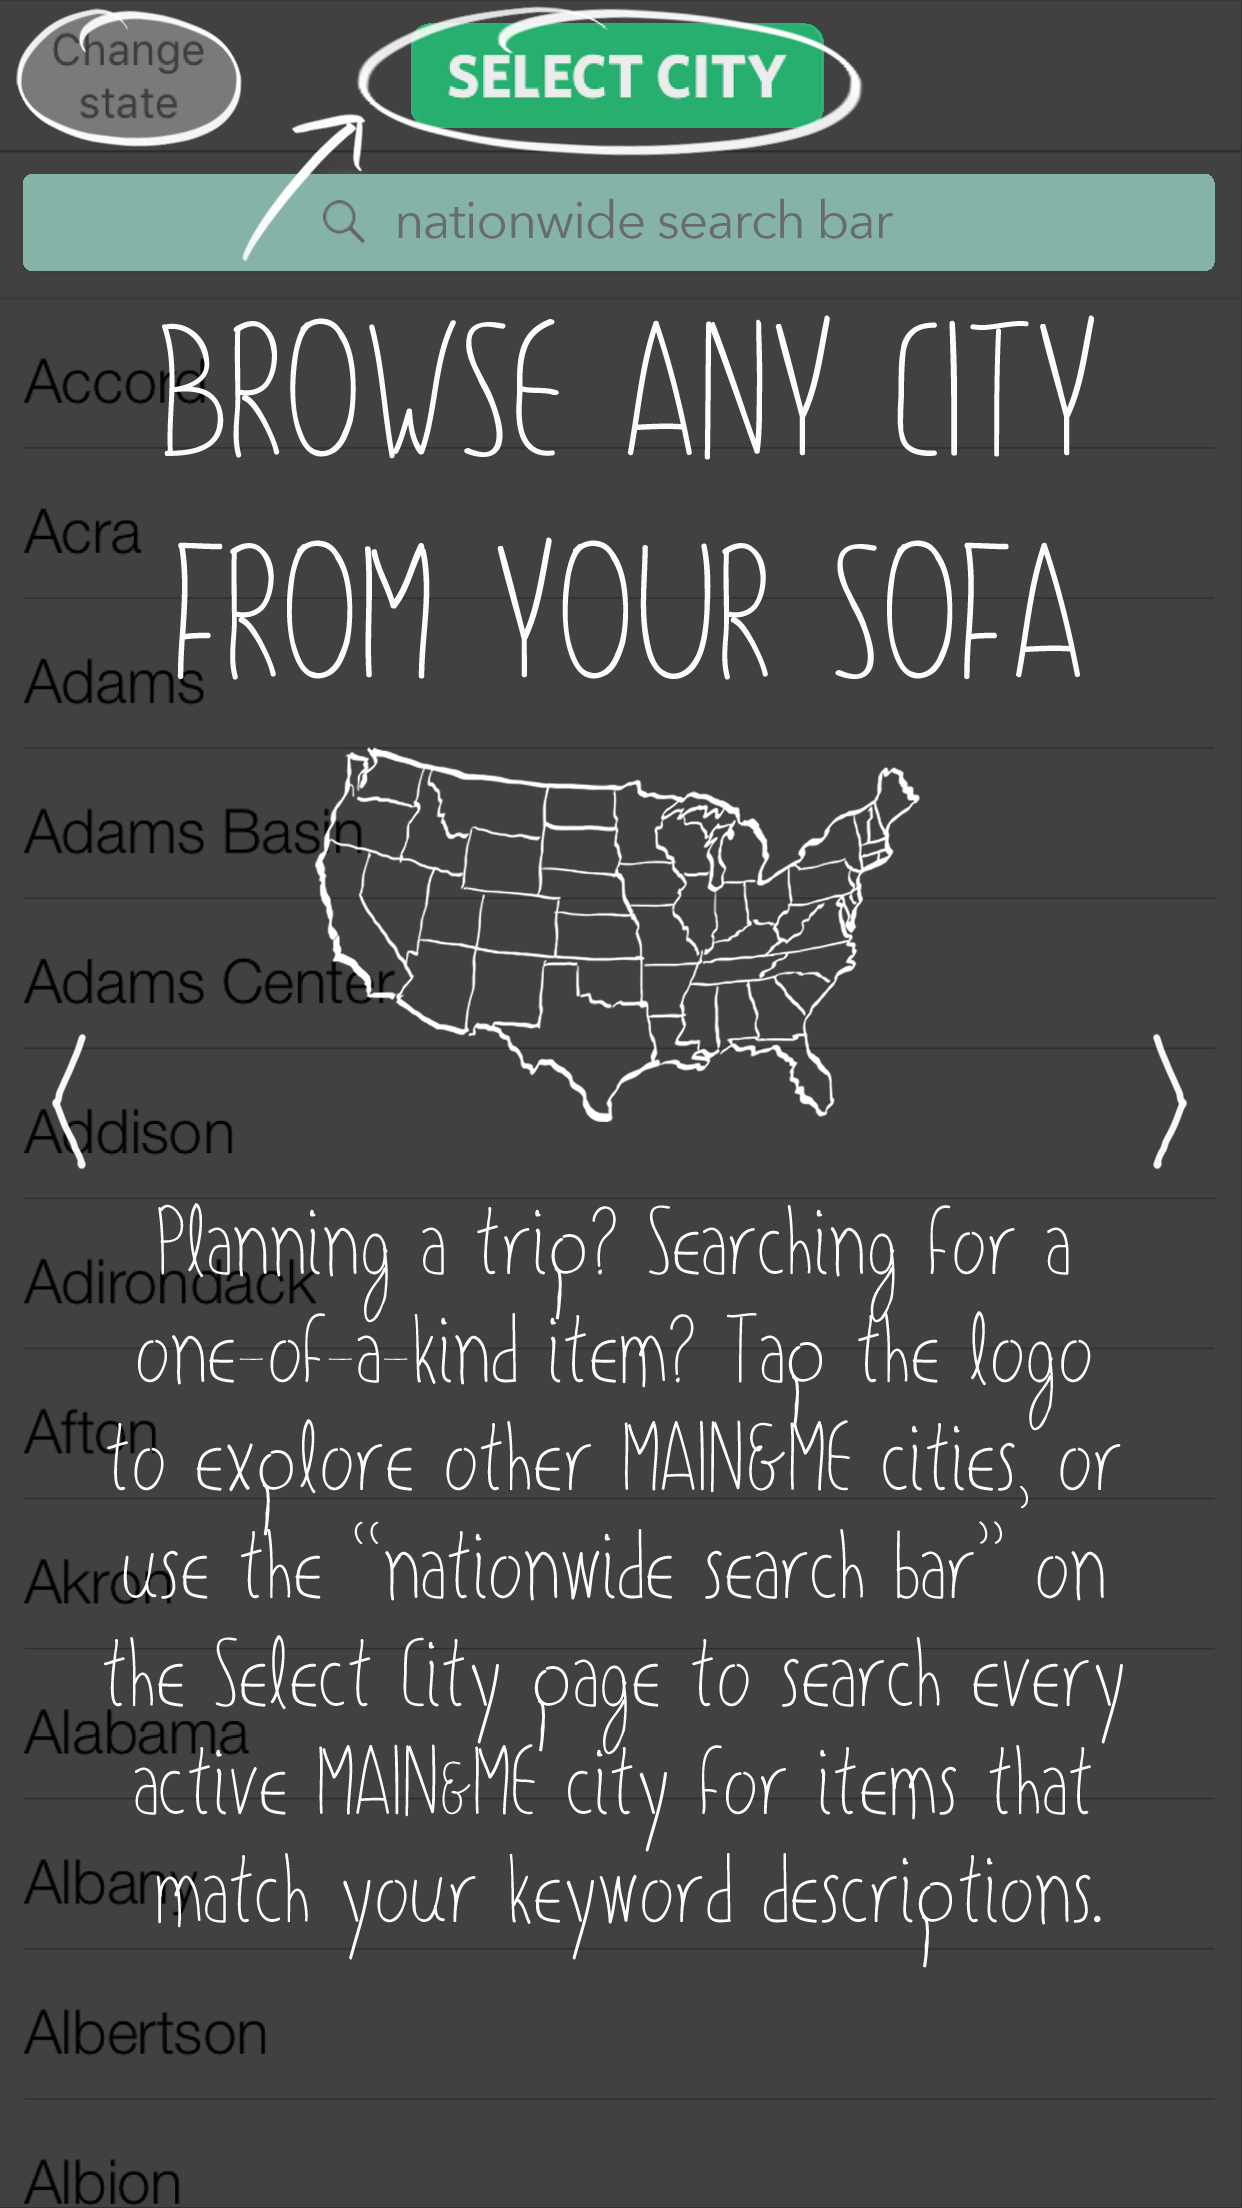 Change
state
SELECT CITY
nationwide search bar
Accord
BROWSE ANY CITY
Acra
FROM YOUR SOFA
Adams
Adams Basin
Adams Center
Addison
Planning a trip? Searching for a
Adirondack
one-of-a-kind item? Tap the logo
Afton
to explore other MAIN&ME cities, or
use the “nationwide search bar” on
Akron
the Select City page to search every
Alabama
active MAIN&ME city for items that
Albany
match your keyword descriptions.
Albertson
Albion